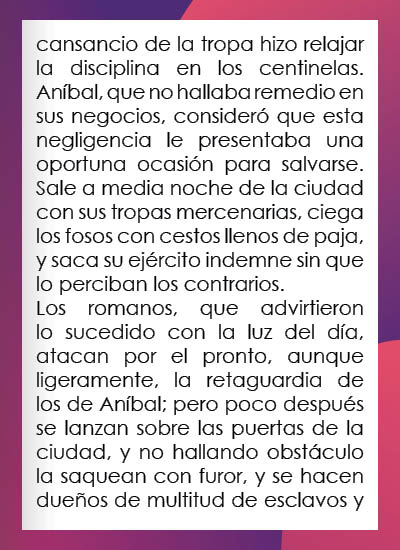 cansancio de la tropa hizo relajar
la disciplina en los centinelas.
Aníbal, que no hallaba remedio en
sus negocios, consideró que esta
negligencia le presentaba una
oportuna ocasión para salvarse.
Sale a media noche de la ciudad
con sus tropas mercenarias, ciega
los fosos con cestos llenos de paja,
y saca su ejército indemne sin que
lo perciban los contrarios.
Los romanos, que advirtieron
lo sucedido con la luz del día,
atacan por el pronto, aunque
ligeramente, la retaguardia de
los de Aníbal; pero poco después
se lanzan sobre las puertas de la
ciudad, y no hallando obstáculo
la saquean con furor, y se hacen
dueños de multitud de esclavos y